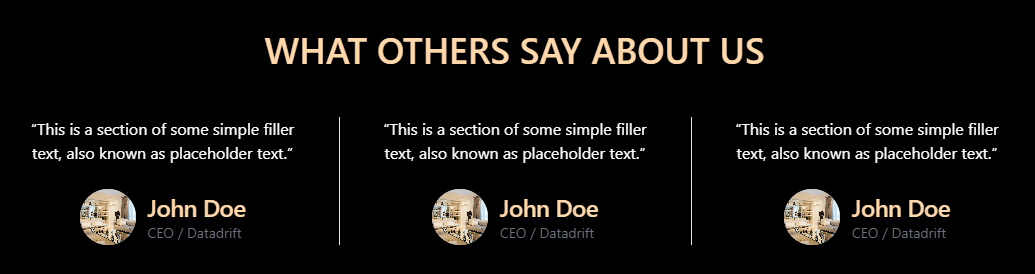 WHAT OTHERS SAY ABOUT US
“This is a section of some simple filler
text, also known as placeholder text.”
John Doe
CEO / Datadrift
“This is a section of some simple filler
text, also known as placeholder text.”
John Doe
CEO / Datadrift
“This is a section of some simple filler
text, also known as placeholder text.”
John Doe
CEO / Datadrift